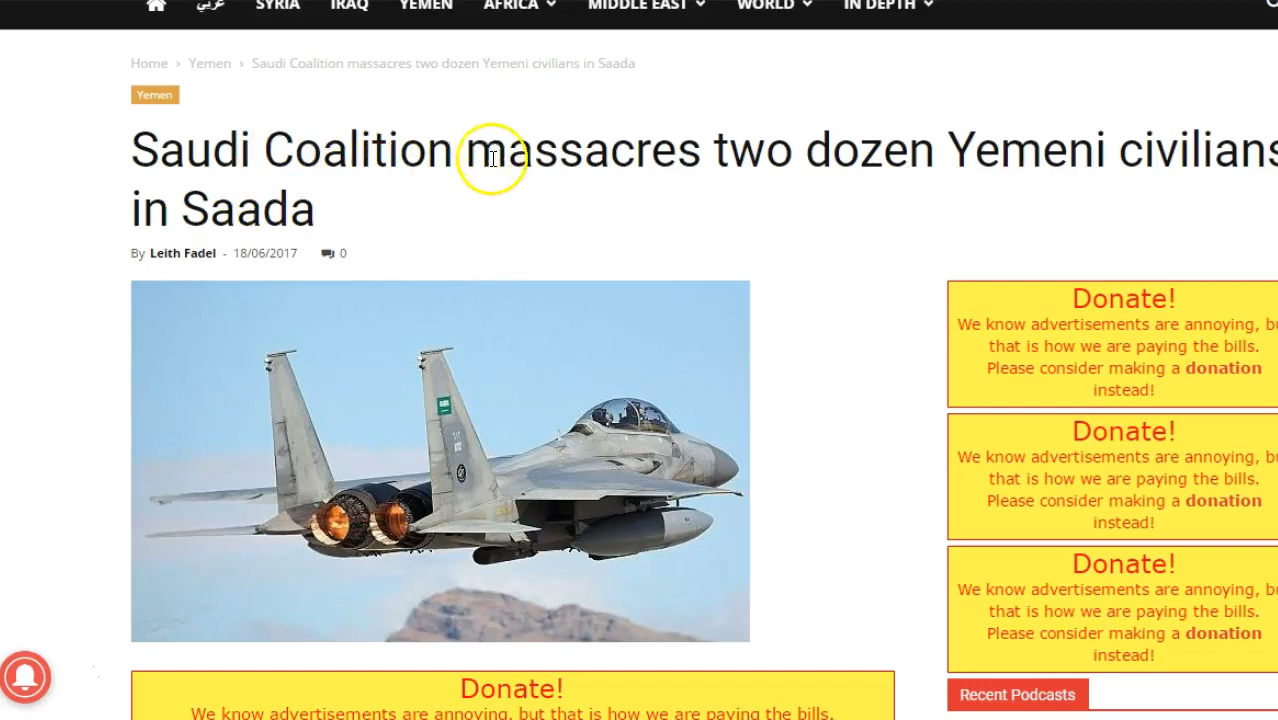 عربي SYRIA IRAQ YEMEN AFRICA MIDDLE EAST WORLD IN DEPTH
Home › Yemen › Saudi Coalition massacres two dozen Yemeni civilians in Saada
Yemen
Saudi Coalition massacres two dozen Yemeni civilians
in Saada
By Leith Fadel - 18/06/2017 0
Donate!
We know advertisements are annoying, bu
that is how we are paying the bills.
Please consider making a donation
instead!
Donate!
We know advertisements are annoying, bu
that is how we are paying the bills.
Please consider making a donation
instead!
Donate!
We know advertisements are annoying, bu
that is how we are paying the bills.
Please consider making a donation
instead!
Recent Podcasts
Donate!
We know advertisements are annoying, but that is how we are paying the bills.